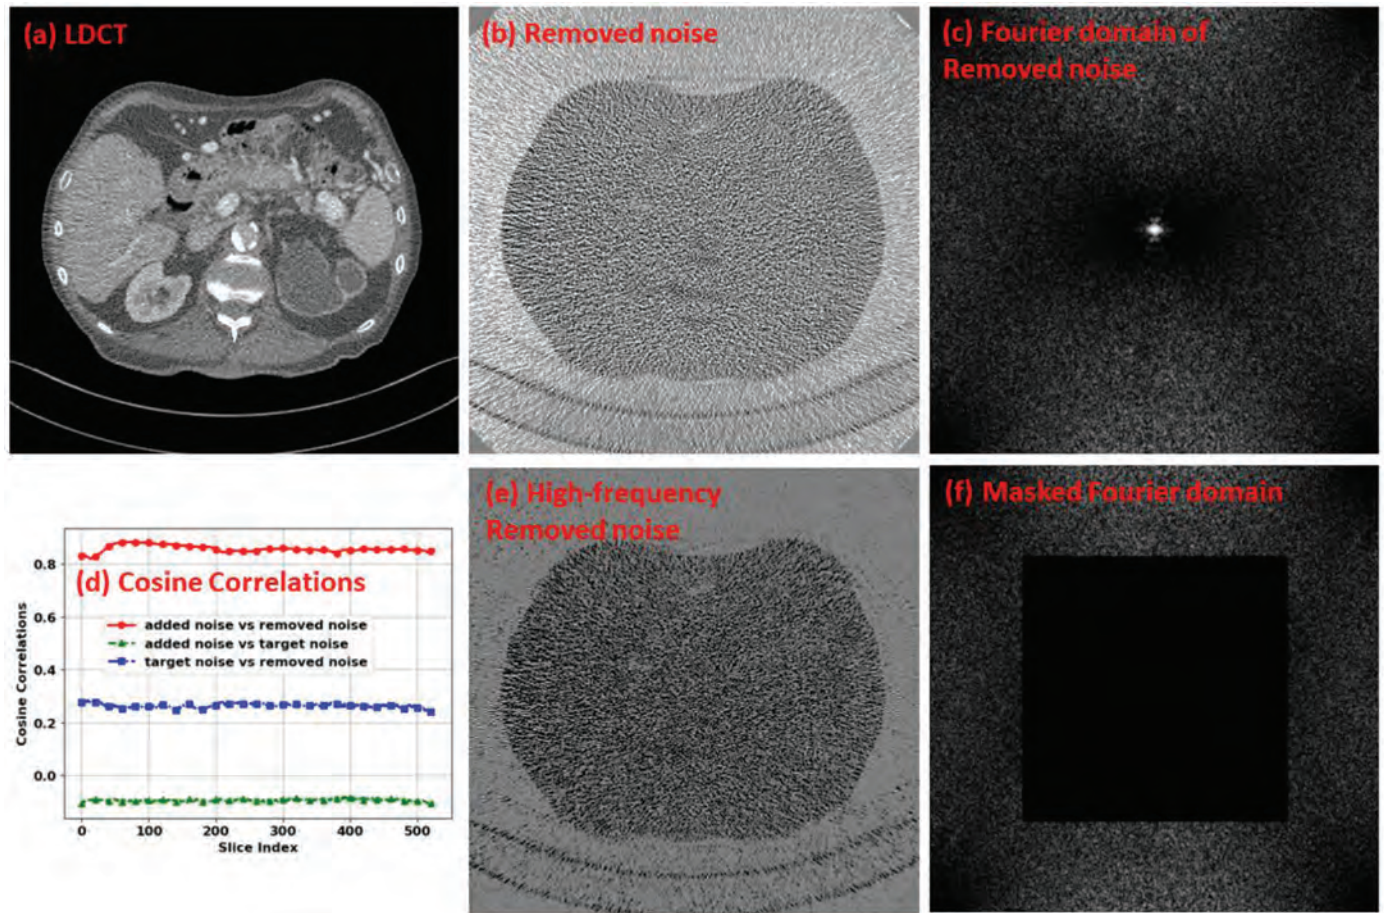 (a) LDCT
(b) Removed noise
(c) Fourier domain of
Removed noise
0.8
0.6
0.4
0.2
0.0
Cosine Correlations
(d) Cosine Correlations
added noise vs removed noise
added noise vs target noise
target noise vs removed noise
0
100
200
300
400
500
Slice Index
(e) High-frequency
Removed noise
(f) Masked Fourier domain